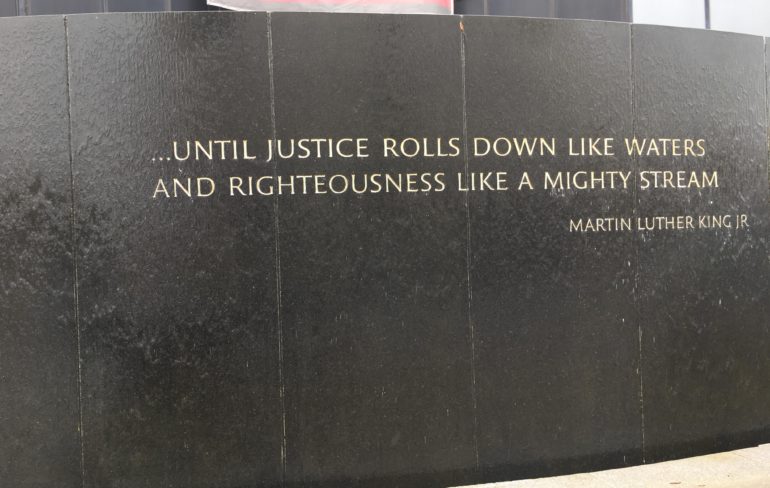 ...UNTIL JUSTICE ROLLS DOWN LIKE WATERS
AND RIGHTEOUSNESS LIKE A MIGHTY STREAM
MARTIN LUTHER KING JR